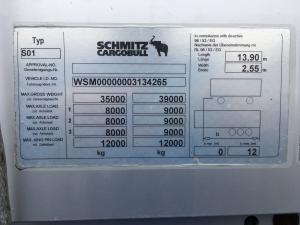 Typ
S01
SCHMITZ
CARGOBULL
In compliance with directive
96 / 53 / EG
Nachweis der Übereinstimmung mit
RL 96 / 53 / EG
APPROVAL-NO.
Genehmigungs-Nr.
VEHICLE I.D. NO.
Fahrzeug-Ident-Nr.
WSM00000003134265
Length
Länge
13,90 m
Width
Breite
2.55 m
MAX.GROSS WEIGHT
zul. Gesamtgewicht
35000
39000
MAX.AXLE LOAD
zul. Achslast
1
8000
9000
MAX.AXLE LOAD
zul. Achslast
2
8000
9000
MAX.AXLE LOAD
zul. Achslast
3
8000
9000
MAX.KING PIN LOAD
12000
12000
kg
kg
b
0
12